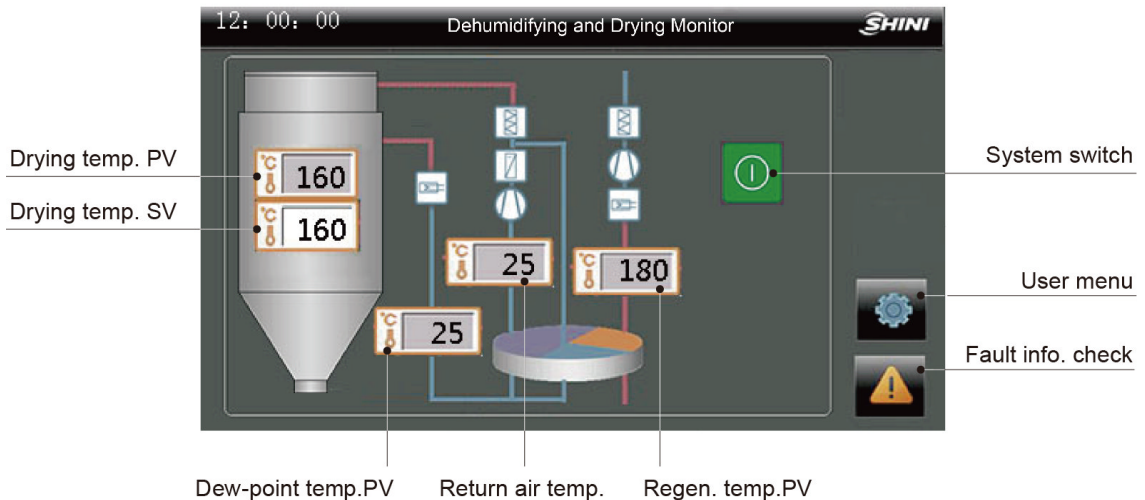 12: 00: 00
Dehumidifying and Drying Monitor
SHINI
Drying temp. PV
°C 160
System switch
Drying temp. SV
°C 160
°C 25
°C 180
User menu
°C 25
Fault info. check
Dew-point temp.PV
Return air temp.
Regen. temp.PV